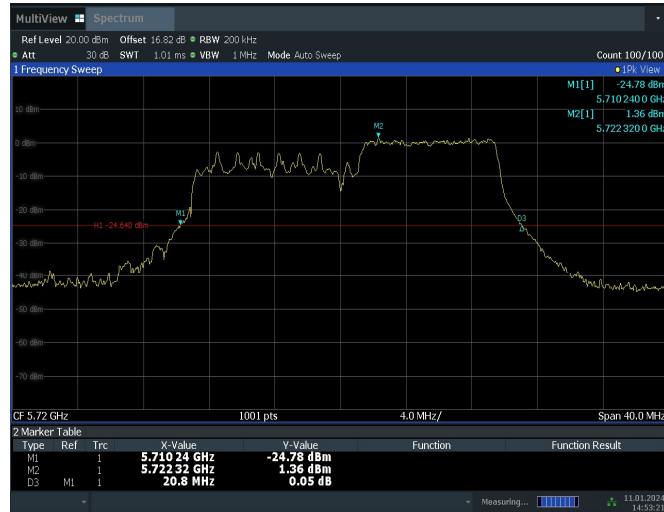 MultiView Spectrum
Ref Level 20.00 dBm Offset 16.82 dB RBW 200 kHz
Att 30 dB SWT 1.01 ms VBW 1 MHz Mode Auto Sweep Count 100/100
1 Frequency Sweep 1Pk View
M1[1] -24.78 dBm
5.710 240 0 GHz
M2[1] 1.36 dBm
5.722 320 0 GHz
10 dBm
M2
0 dBm
-10 dBm
-20 dBm
M1
D3
H1 -24.640 dBm
-30 dBm
-40 dBm
-50 dBm
-60 dBm
-70 dBm
CF 5.72 GHz 1001 pts 4.0 MHz/ Span 40.0 MHz
2 Marker Table
Type Ref Trc X-Value Y-Value Function Function Result
M1 1 5.710 24 GHz -24.78 dBm
M2 1 5.722 32 GHz 1.36 dBm
D3 M1 1 20.8 MHz 0.05 dB
Measuring... 11.01.2024
14:53:21